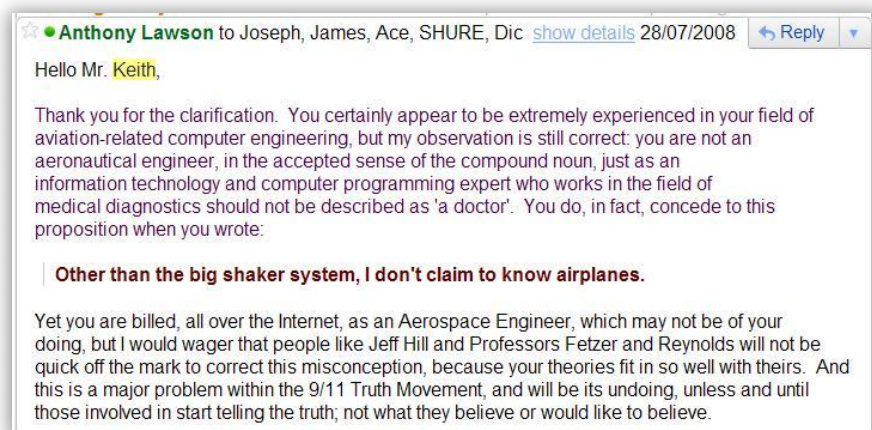 Anthony Lawson to Joseph, James, Ace, SHURE, Dic show details 28/07/2008 Reply
Hello Mr. Keith,
Thank you for the clarification. You certainly appear to be extremely experienced in your field of
aviation-related computer engineering, but my observation is still correct: you are not an
aeronautical engineer, in the accepted sense of the compound noun, just as an
information technology and computer programming expert who works in the field of
medical diagnostics should not be described as 'a doctor'. You do, in fact, concede to this
proposition when you wrote:
Other than the big shaker system, I don't claim to know airplanes.
Yet you are billed, all over the Internet, as an Aerospace Engineer, which may not be of your
doing, but I would wager that people like Jeff Hill and Professors Fetzer and Reynolds will not be
quick off the mark to correct this misconception, because your theories fit in so well with theirs. And
this is a major problem within the 9/11 Truth Movement, and will be its undoing, unless and until
those involved in start telling the truth; not what they believe or would like to believe.